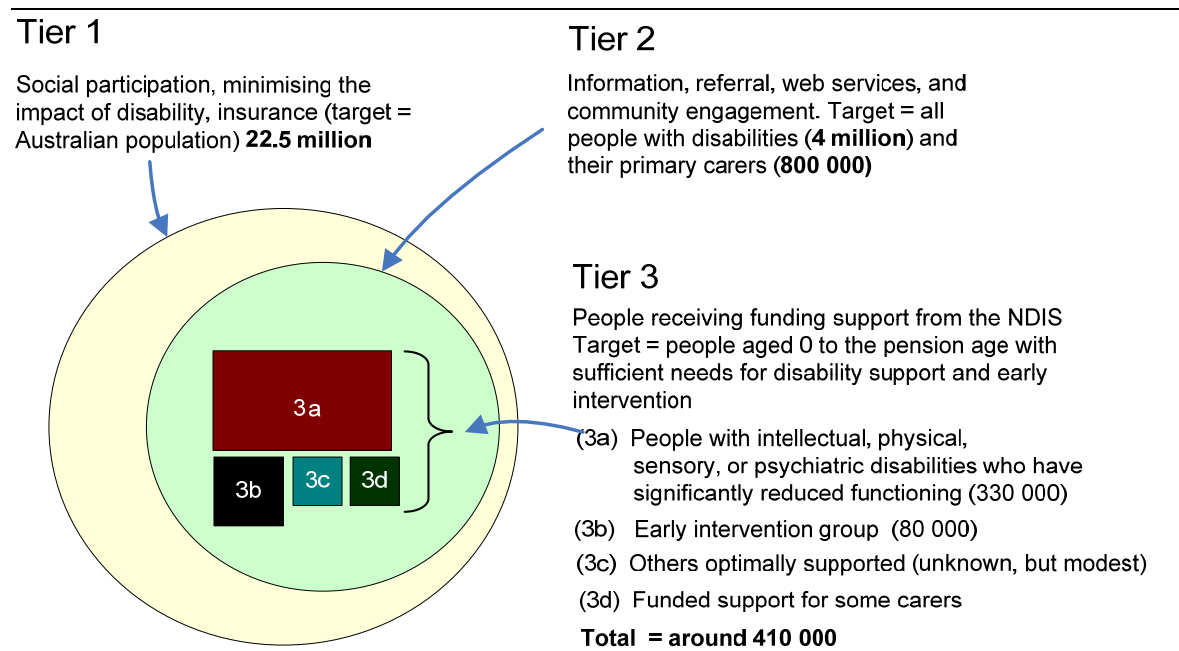 Tier 1
Social participation, minimising the
impact of disability, insurance (target =
Australian population) 22.5 million
Tier 2
Information, referral, web services, and
community engagement. Target = all
people with disabilities (4 million) and
their primary carers (800 000)
Tier 3
People receiving funding support from the NDIS
Target = people aged 0 to the pension age with
sufficient needs for disability support and early
intervention
(3a) People with intellectual, physical,
sensory, or psychiatric disabilities who have
significantly reduced functioning (330 000)
(3b) Early intervention group (80 000)
(3c) Others optimally supported (unknown, but modest)
(3d) Funded support for some carers
Total = around 410 000
3a
3b
3c
3d